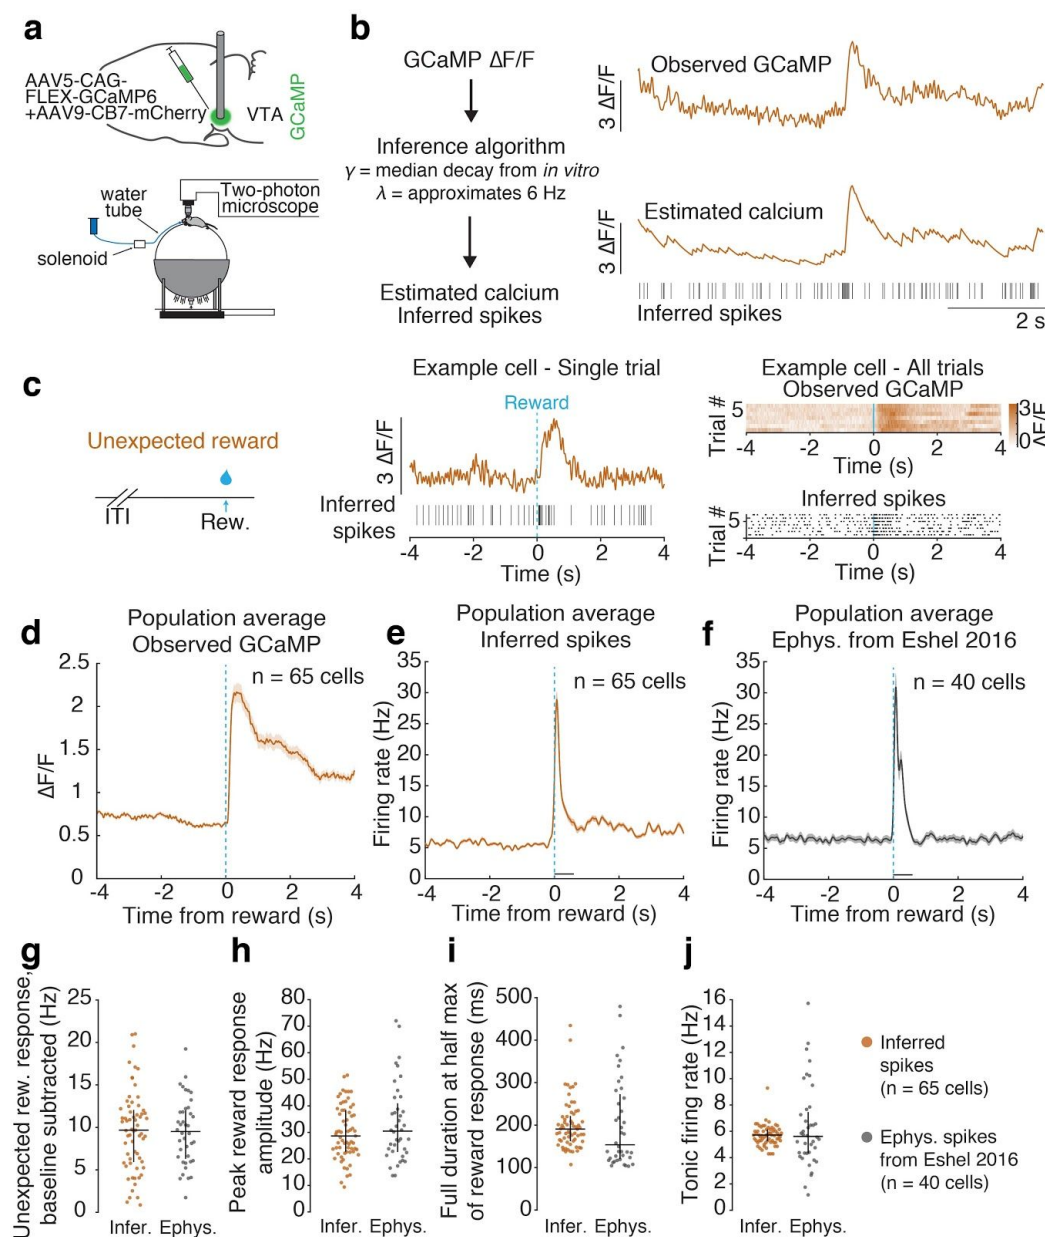 a
AAV5-CAG-
FLEX-GCaMP6
+AAV9-CB7-mCherry
VTA
GCaMP
water
tube
Two-photon
microscope
solenoid
b
GCaMP ΔF/F
Inference algorithm
γ = median decay from in vitro
λ = approximates 6 Hz
Estimated calcium
Inferred spikes
3 ΔF/F
Observed GCaMP
3 ΔF/F
Estimated calcium
Inferred spikes
2 s
c
Unexpected reward
ITI
Rew.
Example cell - Single trial
Reward
3 ΔF/F
Inferred
spikes
-4 -2 0 2 4
Time (s)
Example cell - All trials
Observed GCaMP
Trial #
5
3
0
ΔF/F
-4 -2 0 2 4
Time (s)
Inferred spikes
Trial #
5
-4 -2 0 2 4
Time (s)
d
Population average
Observed GCaMP
n = 65 cells
ΔF/F
2.5
2
1.5
1
0.5
0
-4 -2 0 2 4
Time from reward (s)
e
Population average
Inferred spikes
n = 65 cells
Firing rate (Hz)
35
30
25
20
15
10
5
0
-4 -2 0 2 4
Time from reward (s)
f
Population average
Ephys. from Eshel 2016
n = 40 cells
Firing rate (Hz)
35
30
25
20
15
10
5
0
-4 -2 0 2 4
Time from reward (s)
g
Unexpected rew. response,
baseline subtracted (Hz)
25
20
15
10
5
0
Infer. Ephys.
h
Peak reward response
amplitude (Hz)
80
70
60
50
40
30
20
10
0
Infer. Ephys.
i
Full duration at half max
of reward response (ms)
500
400
300
200
100
0
Infer. Ephys.
j
Tonic firing rate (Hz)
16
14
12
10
8
6
4
2
0
Infer. Ephys.
Inferred
spikes
(n = 65 cells)
Ephys. spikes
from Eshel 2016
(n = 40 cells)